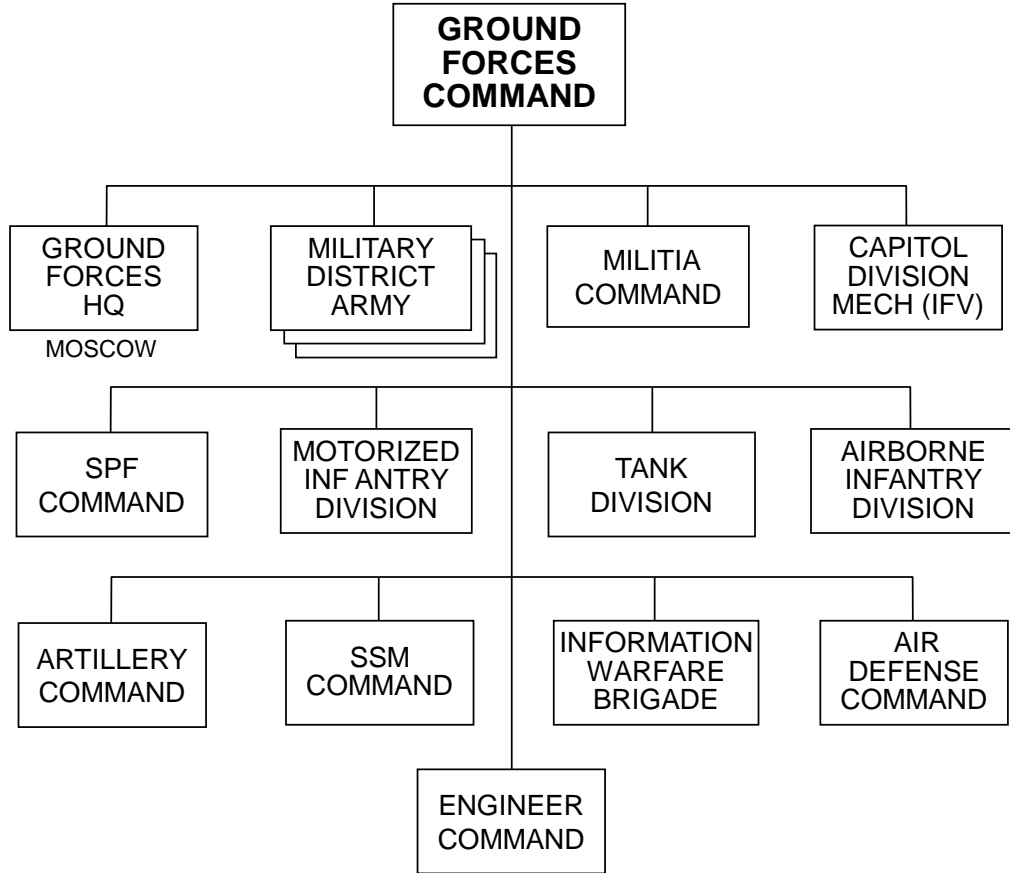 GROUND
FORCES
COMMAND
GROUND
FORCES
HQ
MOSCOW
MILITARY
DISTRICT
ARMY
MILITIA
COMMAND
CAPITOL
DIVISION
MECH (IFV)
SPF
COMMAND
MOTORIZED
INF ANTRY
DIVISION
TANK
DIVISION
AIRBORNE
INFANTRY
DIVISION
ARTILLERY
COMMAND
SSM
COMMAND
INFORMATION
WARFARE
BRIGADE
AIR
DEFENSE
COMMAND
ENGINEER
COMMAND